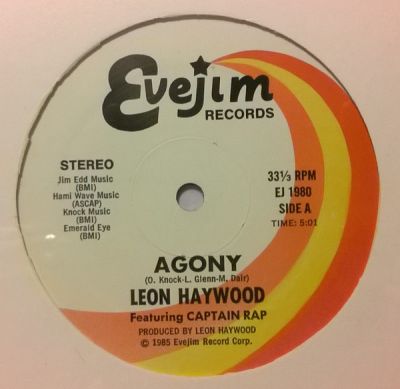 Evejim
RECORDS
STEREO
Jim Edd Music
(BMI)
Hami Wave Music
(ASCAP)
Knock Music
(BMI)
Emerald Eye
(BMI)
33⅓ RPM
EJ 1980
SIDE A
TIME: 5:01
AGONY
(O. Knock-L. Glenn-M. Dair)
LEON HAYWOOD
Featuring CAPTAIN RAP
PRODUCED BY LEON HAYWOOD
© 1985 Evejim Record Corp.